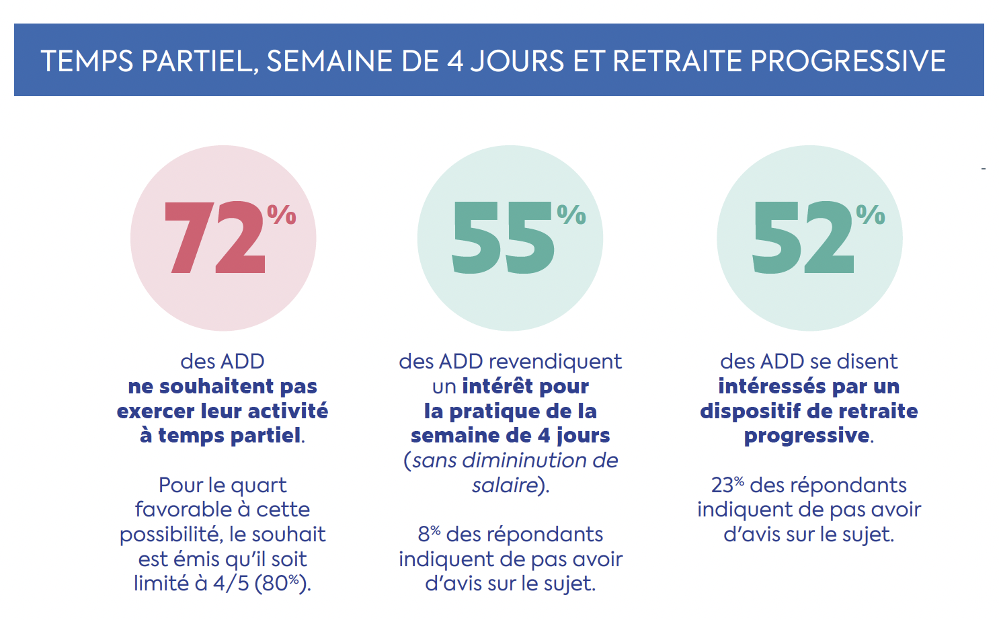 TEMPS PARTIEL, SEMAINE DE 4 JOURS ET RETRAITE PROGRESSIVE
72%
des ADD
ne souhaitent pas
exercer leur activité
à temps partiel.
Pour le quart
favorable à cette
possibilité, le souhait
est émis qu'il soit
limité à 4/5 (80%).
55%
des ADD revendiquent
un intérêt pour
la pratique de la
semaine de 4 jours
(sans dimininution de
salaire).
8% des répondants
indiquent de pas avoir
d'avis sur le sujet.
52%
des ADD se disent
intéressés par un
dispositif de retraite
progressive.
23% des répondants
indiquent de pas avoir
d'avis sur le sujet.